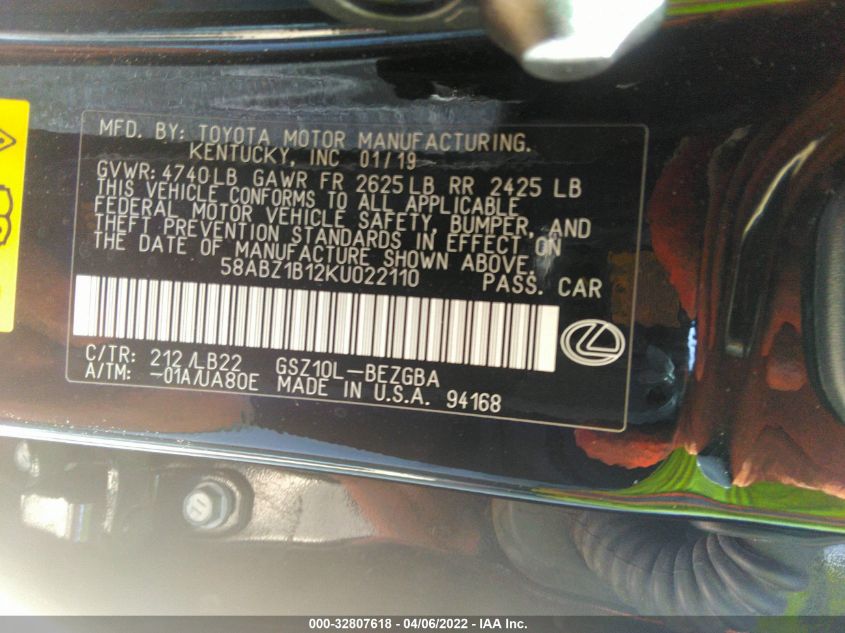 MFD. BY: TOYOTA MOTOR MANUFACTURING.
KENTUCKY, INC 01/19
GVWR: 4740LB GAWR FR 2625LB RR 2425 LB
THIS VEHICLE CONFORMS TO ALL APPLICABLE
FEDERAL MOTOR VEHICLE SAFETY, BUMPER, AND
THEFT PREVENTION STANDARDS IN EFFECT ON
THE DATE OF MANUFACTURE SHOWN ABOVE.
58ABZ1B12KU022110 PASS. CAR
C/TR: 212/LB22 GSZ10L-BEZGBA
A/TM: -01A/UA80E MADE IN U.S.A. 94168
000-32807618 - 04/06/2022 - IAA Inc.